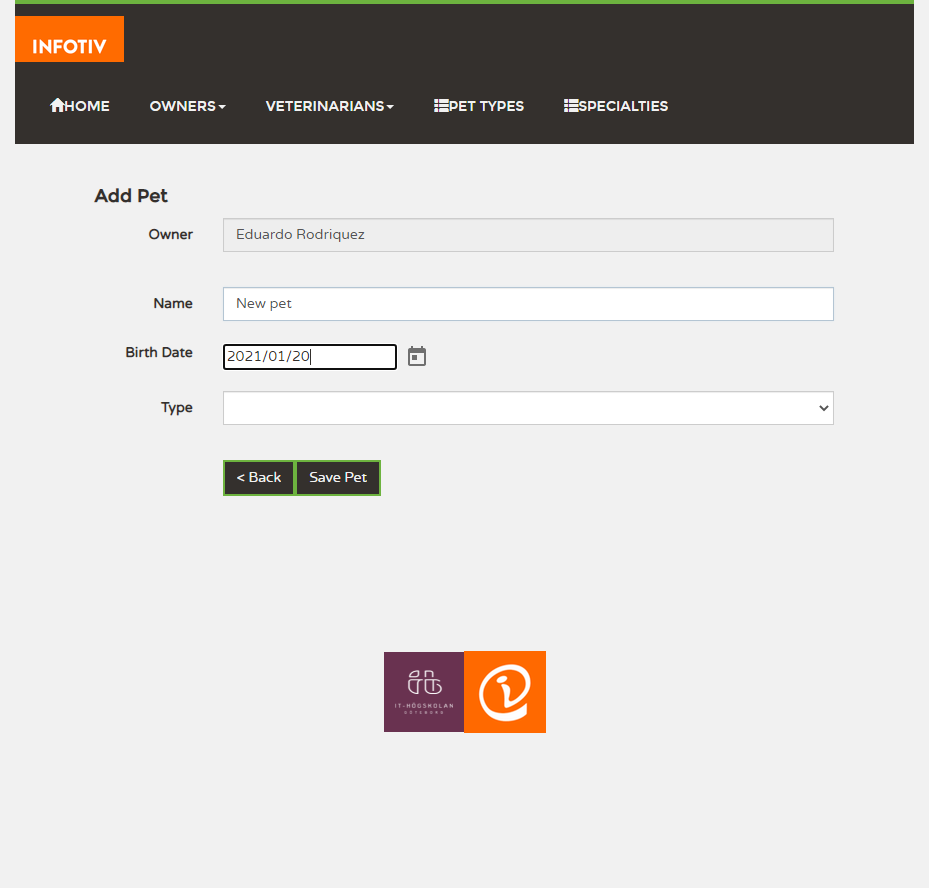 INFOTIV
HOME OWNERS VETERINARIANS PET TYPES SPECIALTIES
Add Pet
Owner Eduardo Rodriquez
Name New pet
Birth Date 2021/01/20
Type
< Back Save Pet
IT-HÖGSKOLAN
GÖTEBORG